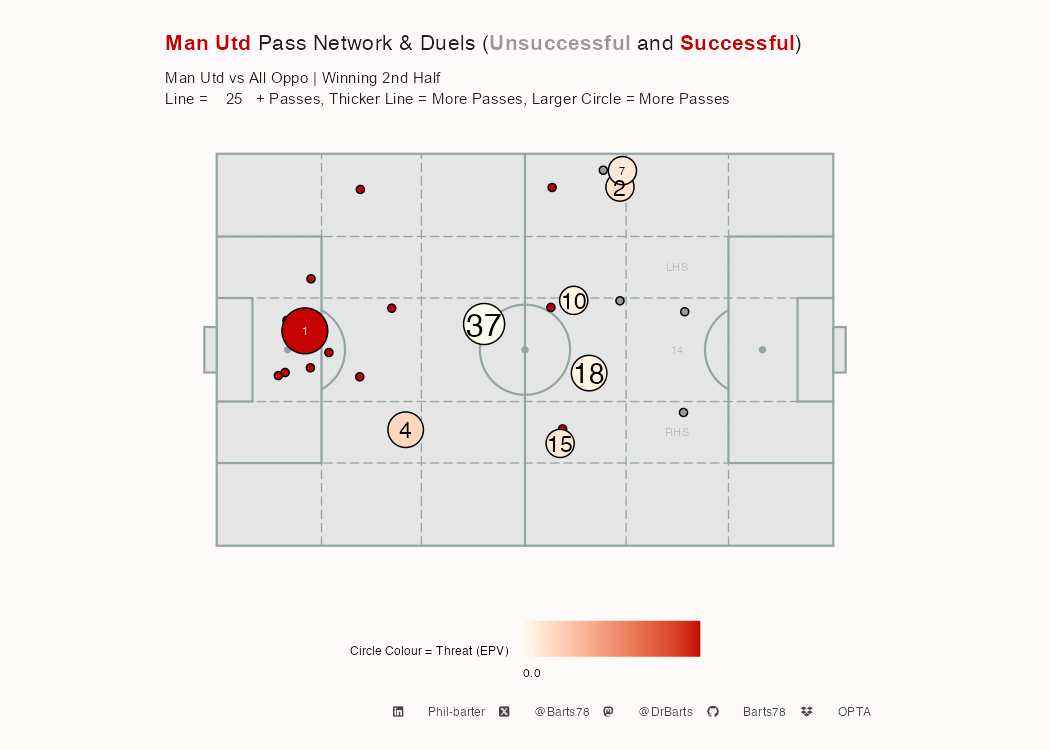 Man Utd Pass Network & Duels (Unsuccessful and Successful)
Man Utd vs All Oppo | Winning 2nd Half
Line = 25 + Passes, Thicker Line = More Passes, Larger Circle = More Passes
7
2
LHS
10
37
1
14
18
4
15
RHS
Circle Colour = Threat (EPV)
0.0
Phil-barter @Barts78 @DrBarts Barts78 OPTA